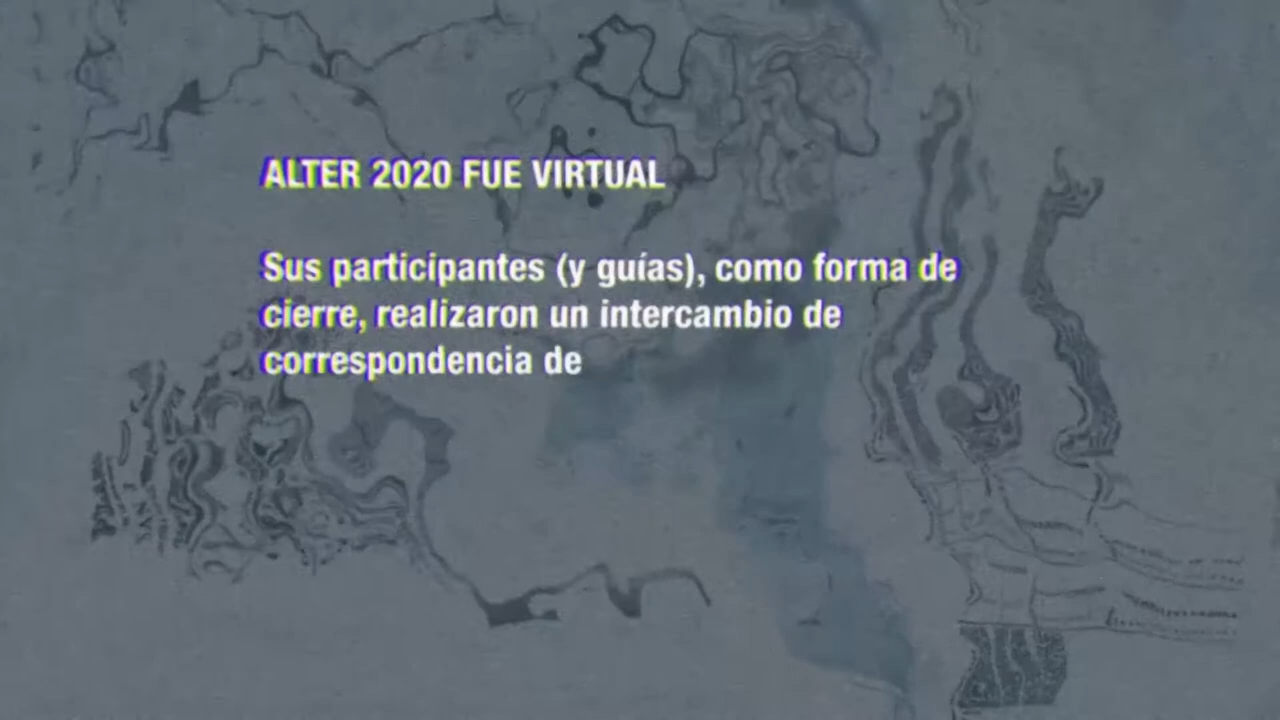 ALTER 2020 FUE VIRTUAL
Sus participantes (y guías), como forma de
cierre, realizaron un intercambio de
correspondencia de